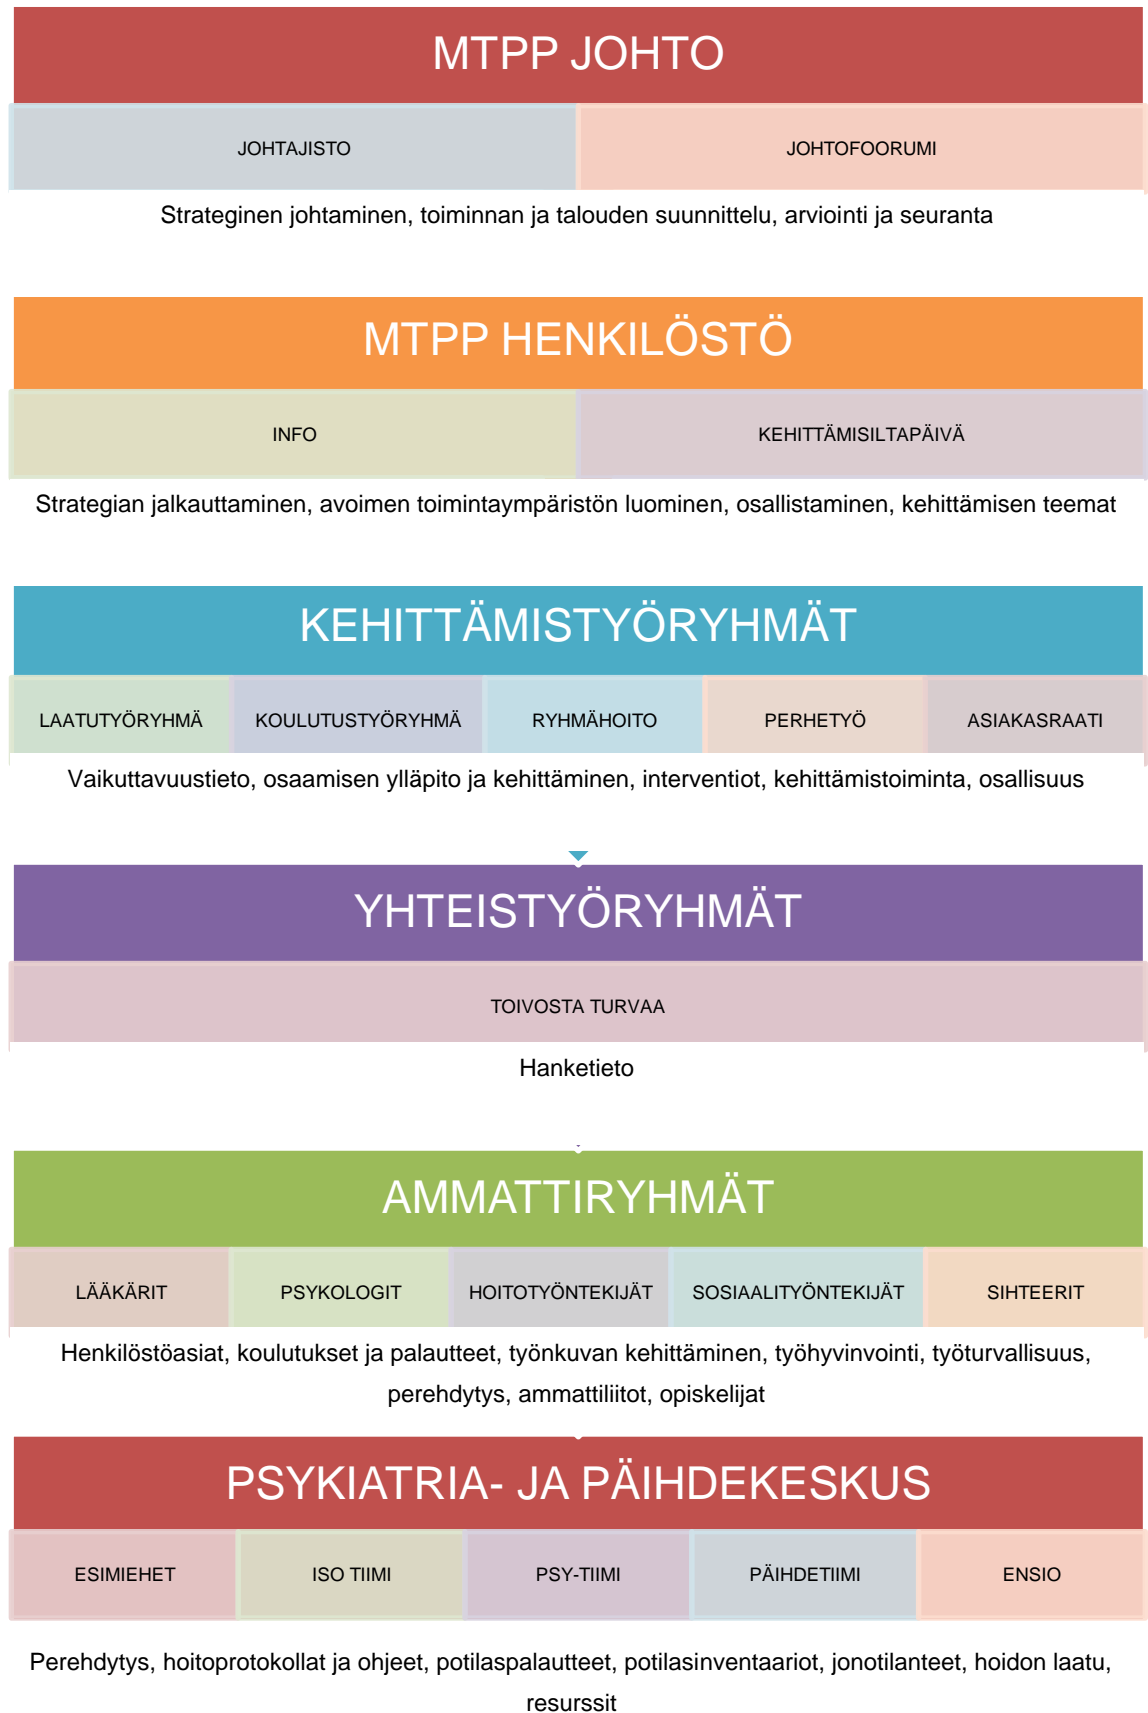 MTPP JOHTO
JOHTAJISTO JOHTOFOORUMI
Strateginen johtaminen, toiminnan ja talouden suunnittelu, arviointi ja seuranta
MTPP HENKILÖSTÖ
INFO KEHITTÄMISILTAPÄIVÄ
Strategian jalkauttaminen, avoimen toimintaympäristön luominen, osallistaminen, kehittämisen teemat
KEHITTÄMISTYÖRYHMÄT
LAATUTYÖRYHMÄ KOULUTUSTYÖRYHMÄ RYHMÄHOITO PERHETYÖ ASIAKASRAATI
Vaikuttavuustieto, osaamisen ylläpito ja kehittäminen, interventiot, kehittämistoiminta, osallisuus
YHTEISTYÖRYHMÄT
TOIVOSTA TURVAA
Hanketieto
AMMATTIRYHMÄT
LÄÄKÄRIT PSYKOLOGIT HOITOTYÖNTEKIJÄT SOSIAALITYÖNTEKIJÄT SIHTEERIT
Henkilöstöasiat, koulutukset ja palautteet, työnkuvan kehittäminen, työhyvinvointi, työturvallisuus,
perehdytys, ammattiliitot, opiskelijat
PSYKIATRIA- JA PÄIHDEKESKUS
ESIMIEHET ISO TIIMI PSY-TIIMI PÄIHDETIIMI ENSIO
Perehdytys, hoitoprotokollat ja ohjeet, potilaspalautteet, potilasinventaariot, jonotilanteet, hoidon laatu,
resurssit